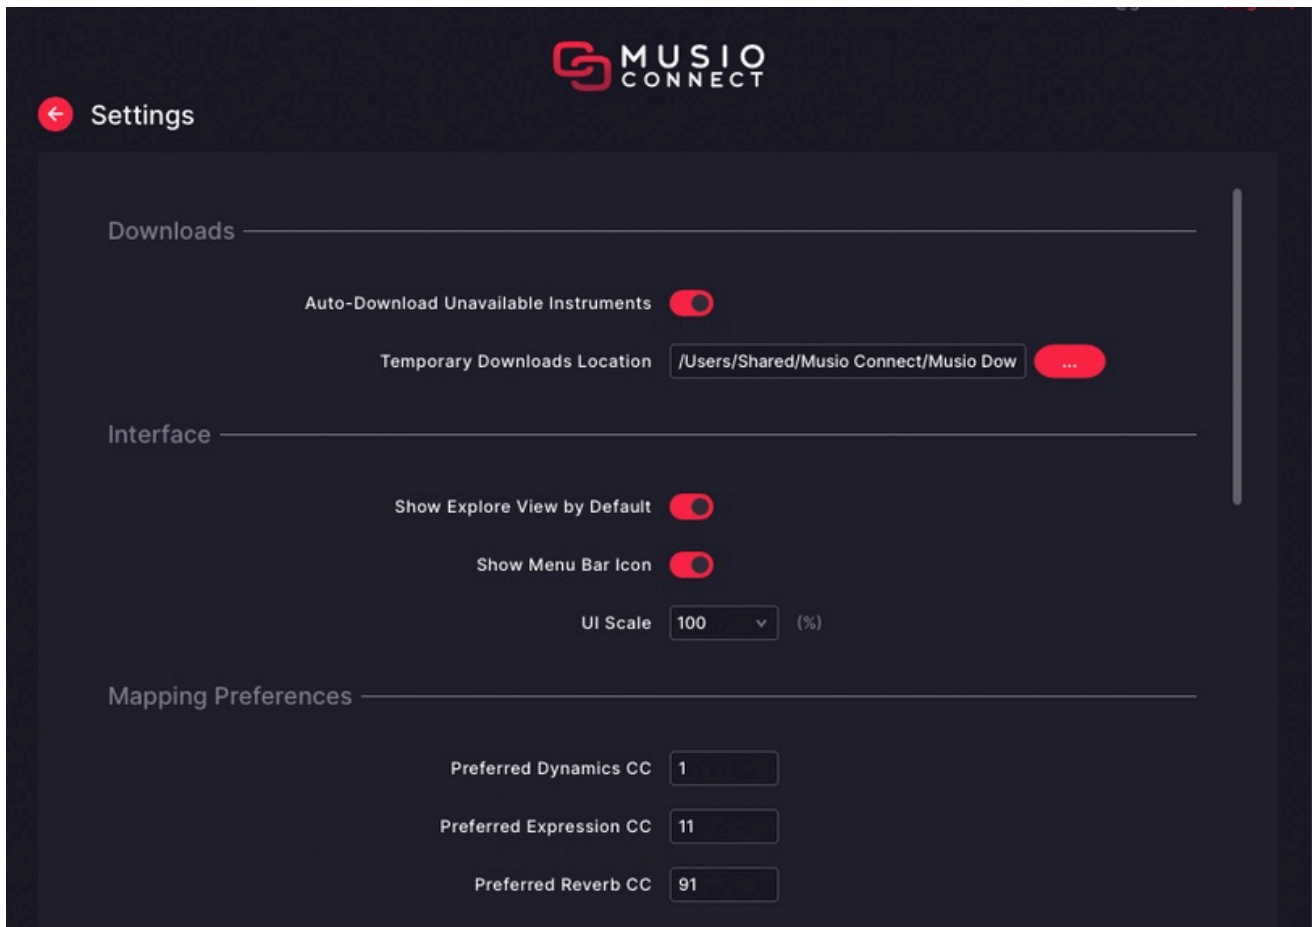 MUSIO
CONNECT
Settings
Downloads
Auto-Download Unavailable Instruments
Temporary Downloads Location /Users/Shared/Musio Connect/Musio Dow ...
Interface
Show Explore View by Default
Show Menu Bar Icon
UI Scale 100 (%)
Mapping Preferences
Preferred Dynamics CC 1
Preferred Expression CC 11
Preferred Reverb CC 91